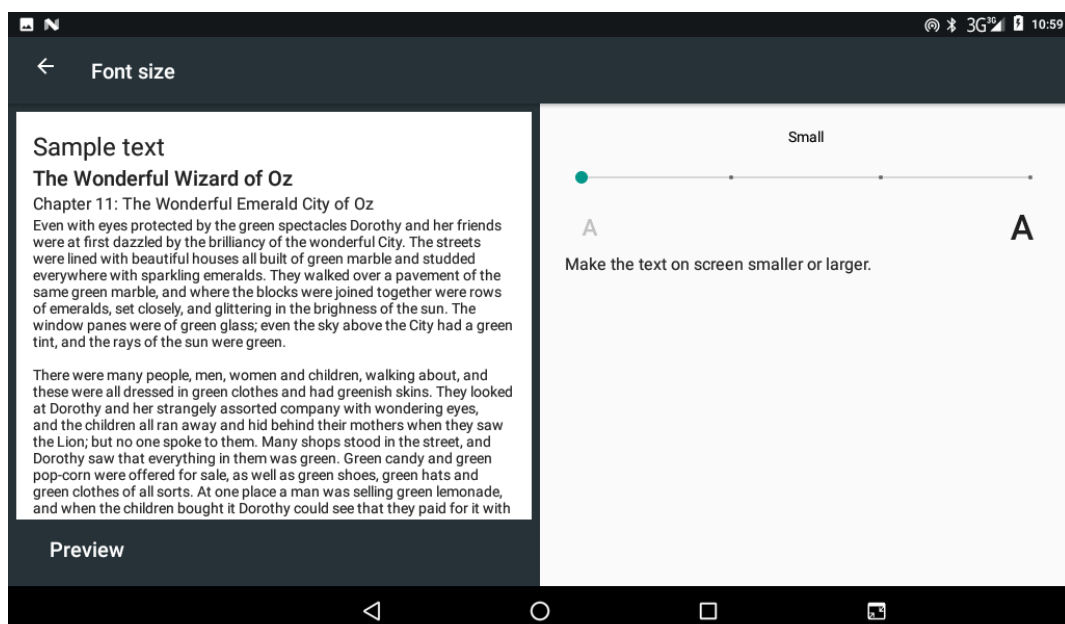 3G 3G 10:59
Font size
Sample text
The Wonderful Wizard of Oz
Chapter 11: The Wonderful Emerald City of Oz
Even with eyes protected by the green spectacles Dorothy and her friends
were at first dazzled by the brilliancy of the wonderful City. The streets
were lined with beautiful houses all built of green marble and studded
everywhere with sparkling emeralds. They walked over a pavement of the
same green marble, and where the blocks were joined together were rows
of emeralds, set closely, and glittering in the brighness of the sun. The
window panes were of green glass; even the sky above the City had a green
tint, and the rays of the sun were green.
There were many people, men, women and children, walking about, and
these were all dressed in green clothes and had greenish skins. They looked
at Dorothy and her strangely assorted company with wondering eyes,
and the children all ran away and hid behind their mothers when they saw
the Lion; but no one spoke to them. Many shops stood in the street, and
Dorothy saw that everything in them was green. Green candy and green
pop-corn were offered for sale, as well as green shoes, green hats and
green clothes of all sorts. At one place a man was selling green lemonade,
and when the children bought it Dorothy could see that they paid for it with
Preview
Small
A A
Make the text on screen smaller or larger.